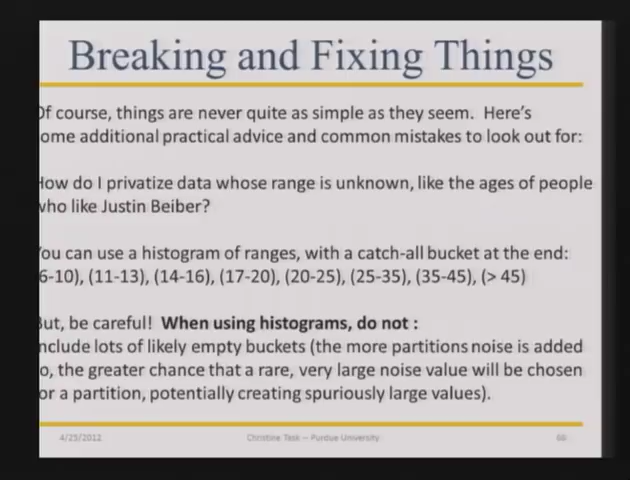 Breaking and Fixing Things
Of course, things are never quite as simple as they seem. Here's
ome additional practical advice and common mistakes to look out for:
How do I privatize data whose range is unknown, like the ages of people
who like Justin Beiber?
You can use a histogram of ranges, with a catch-all bucket at the end:
6-10), (11-13), (14-16), (17-20), (20-25), (25-35), (35-45), (> 45)
But, be careful! When using histograms, do not :
nclude lots of likely empty buckets (the more partitions noise is added
o, the greater chance that a rare, very large noise value will be chosen
or a partition, potentially creating spuriously large values).
4/25/2012 Christine Task – Purdue University 60